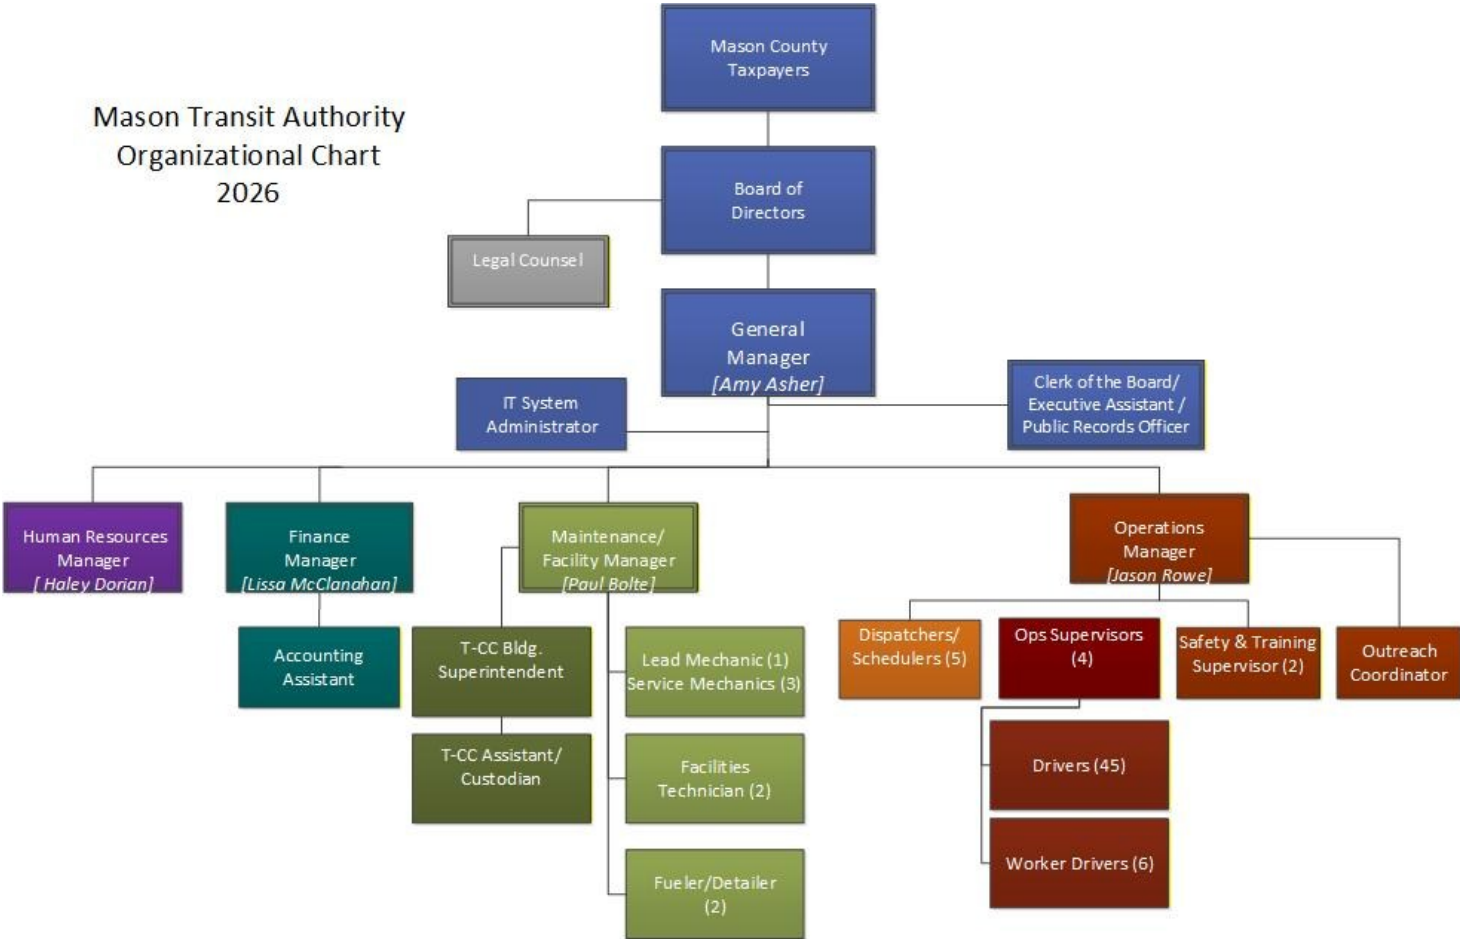 Mason Transit Authority
Organizational Chart
2026
Mason County
Taxpayers
Board of
Directors
Legal Counsel
General
Manager
[Amy Asher]
IT System
Administrator
Clerk of the Board/
Executive Assistant /
Public Records Officer
Human Resources
Manager
[ Haley Dorian]
Finance
Manager
[Lissa McClanahan]
Maintenance/
Facility Manager
[Paul Bolte]
Operations
Manager
[Jason Rowe]
Accounting
Assistant
T-CC Bldg.
Superintendent
T-CC Assistant/
Custodian
Lead Mechanic (1)
Service Mechanics (3)
Facilities
Technician (2)
Fueler/Detailer
(2)
Dispatchers/
Schedulers (5)
Ops Supervisors
(4)
Safety & Training
Supervisor (2)
Outreach
Coordinator
Drivers (45)
Worker Drivers (6)